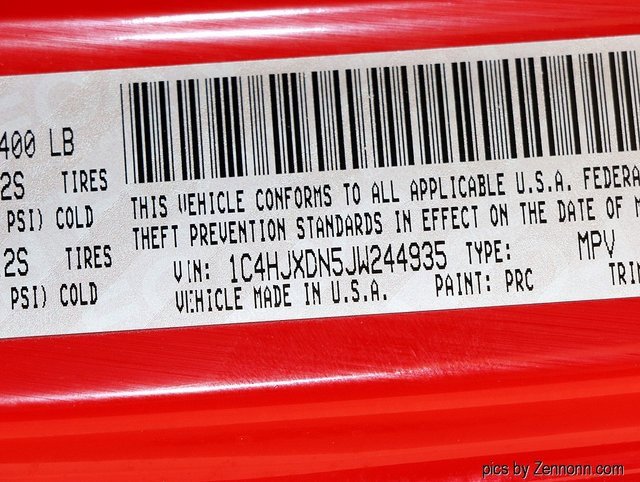 400 LB
2S TIRES
PSI) COLD
2S TIRES
PSI) COLD
THIS VEHICLE CONFORMS TO ALL APPLICABLE U.S.A. FEDERA
THEFT PREVENTION STANDARDS IN EFFECT ON THE DATE OF M
VIN: 1C4HJXDN5JW244935 TYPE: MPV
VEHICLE MADE IN U.S.A. PAINT: PRC TRIM
pics by Zennonn.com